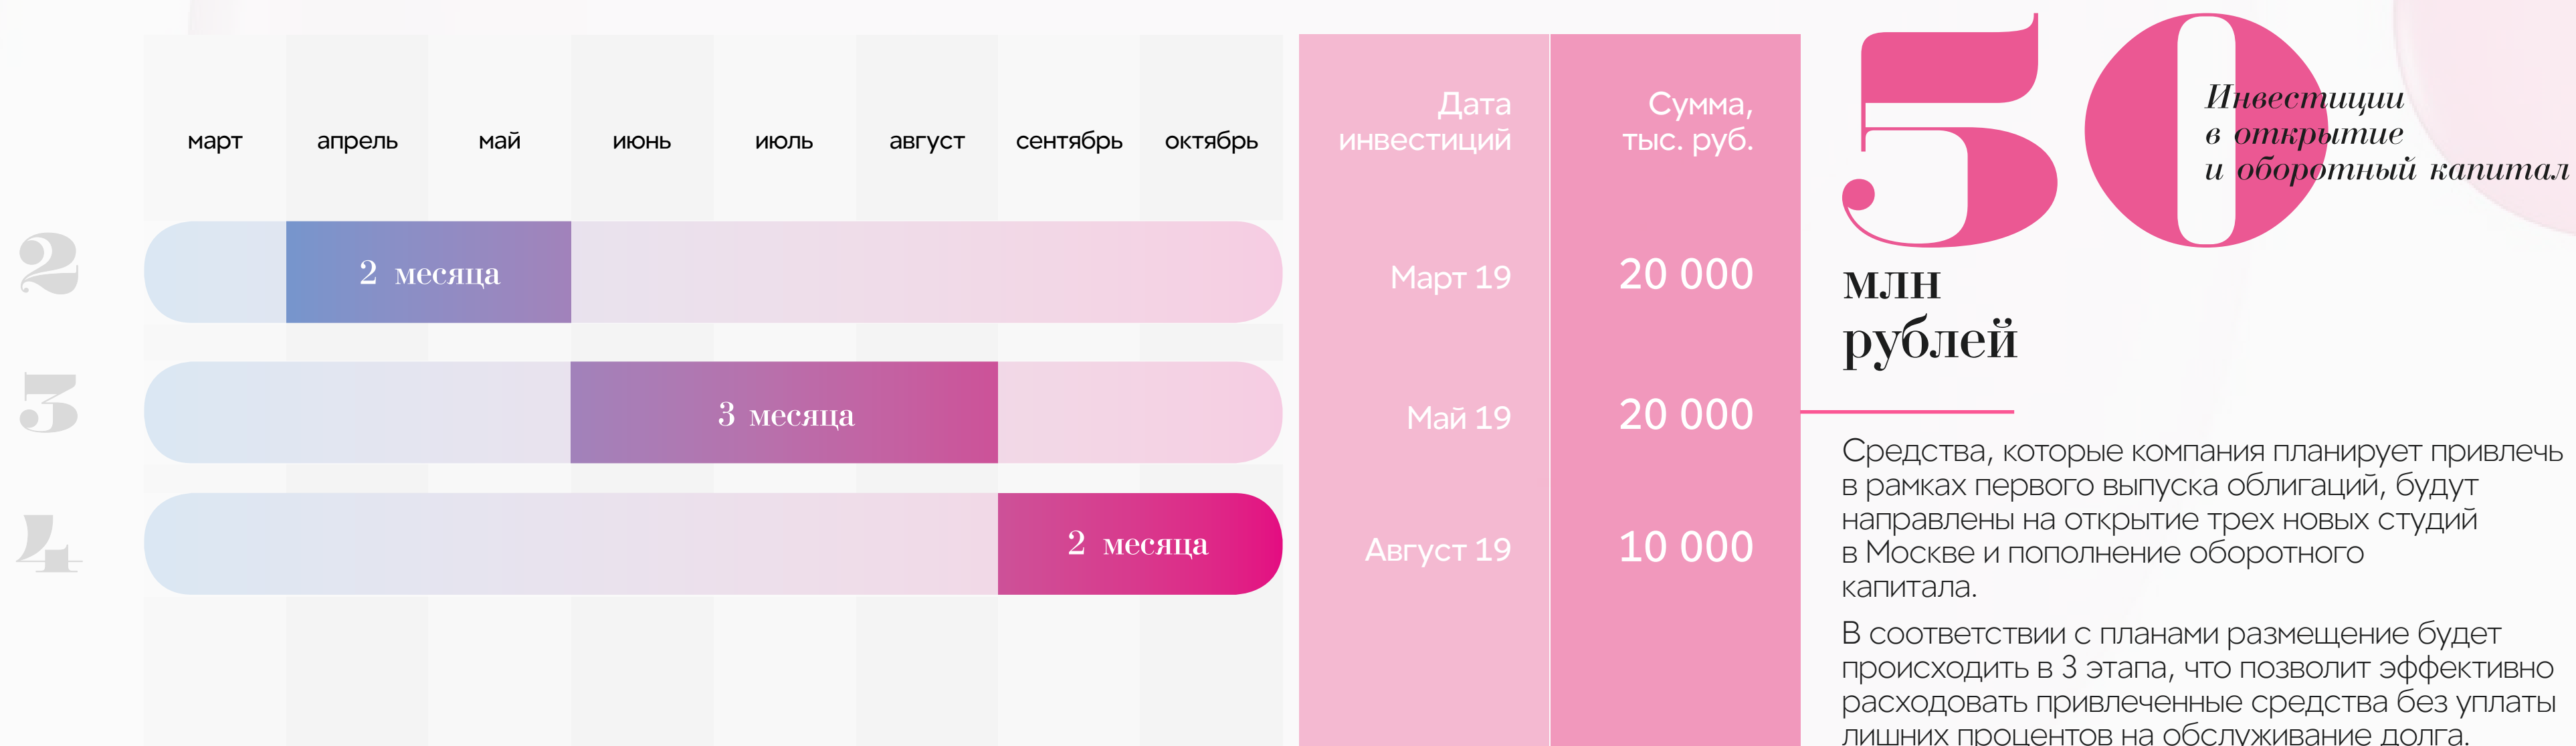 март апрель май июнь июль август сентябрь октябрь
Дата
инвестиций
Сумма,
тыс. руб.
2 2 месяца Март 19 20 000
3 3 месяца Май 19 20 000
4 2 месяца Август 19 10 000
50
Инвестиции
в открытие
и оборотный капитал
млн
рублей
Средства, которые компания планирует привлечь
в рамках первого выпуска облигаций, будут
направлены на открытие трех новых студий
в Москве и пополнение оборотного
капитала.
В соответствии с планами размещение будет
происходить в 3 этапа, что позволит эффективно
расходовать привлеченные средства без уплаты
лишних процентов на обслуживание долга.